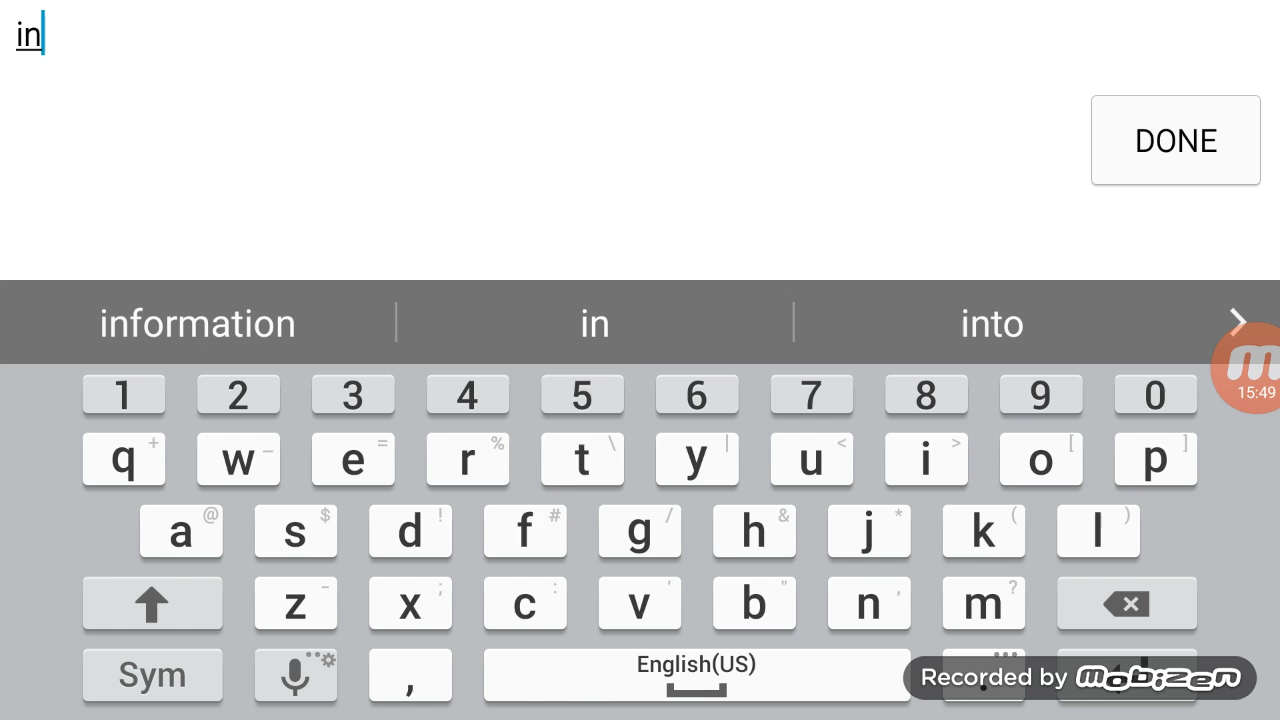 in
DONE
information in into
15:49
1 2 3 4 5 6 7 8 9 0
q + w - e = r % t \ y | u < i > o [ p ]
a @ s $ d ! f # g / h & j * k ( l )
z - x ; c : v ' b " n , m ?
Sym , English(US) .
Recorded by mobizen